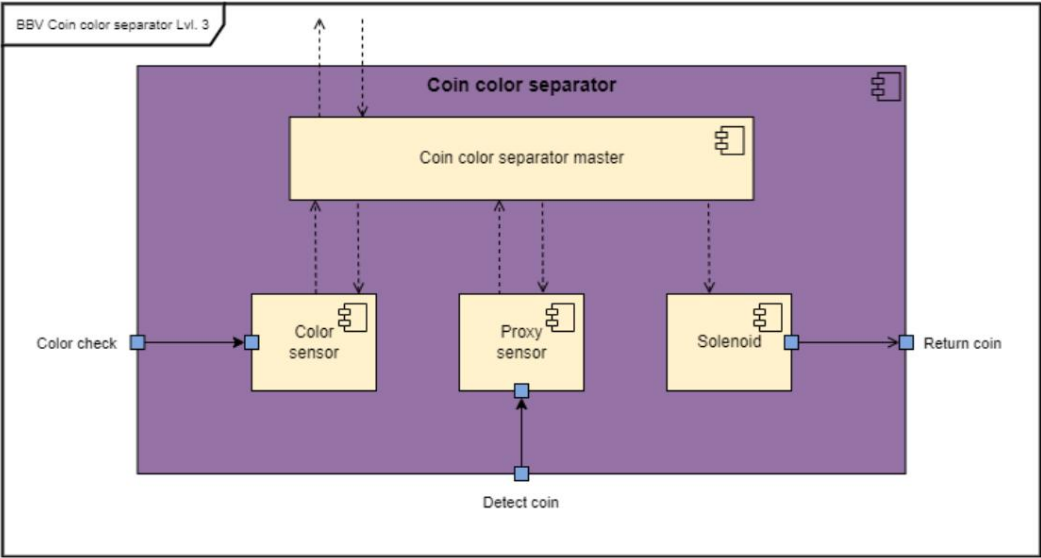 BBV Coin color separator Lvl. 3
Coin color separator
Coin color separator master
Color check
Color
sensor
Proxy
sensor
Solenoid
Return coin
Detect coin